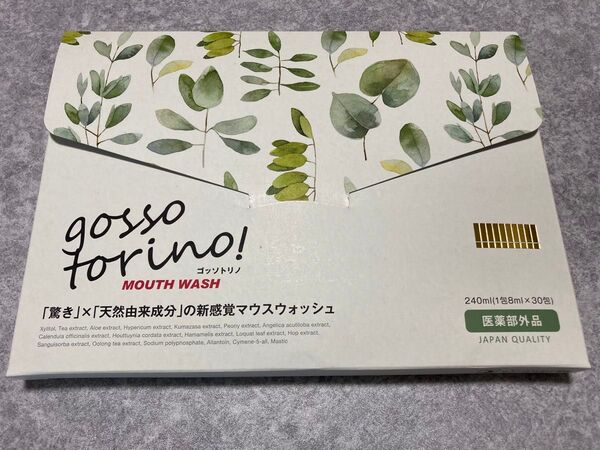 gosso
torino!
ゴッソトリノ
MOUTH WASH
「驚き」×「天然由来成分」の新感覚マウスウォッシュ
Xylitol, Tea extract, Aloe extract, Hypericum extract, Kumazasa extract, Peony extract, Angelica acutiloba extract,
Calendula officinalis extract, Houttuynia cordata extract, Hamamelis extract, Loquat leaf extract, Hop extract,
Sanguisorba extract, Oolong tea extract, Sodium polyphosphate, Allantoin, Cymene-5-all, Mastic
240ml(1包8ml×30包)
医薬部外品
JAPAN QUALITY